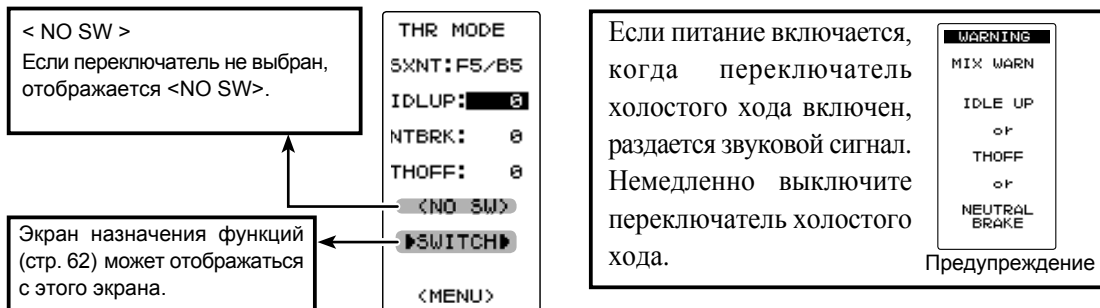 < NO SW >
Если переключатель не выбран,
отображается <NO SW>.
Экран назначения функций
(стр. 62) может отображаться
с этого экрана.
THR MODE
SXNT:F5/B5
IDLUP: 0
NTBRK: 0
THOFF: 0
<NO SW>
▶SWITCH▶
<MENU>
Если питание включается,
когда переключатель
холостого хода включен,
раздается звуковой сигнал.
Немедленно выключите
переключатель холостого
хода.
WARNING
MIX WARN
IDLE UP
or
THOFF
or
NEUTRAL
BRAKE
Предупреждение